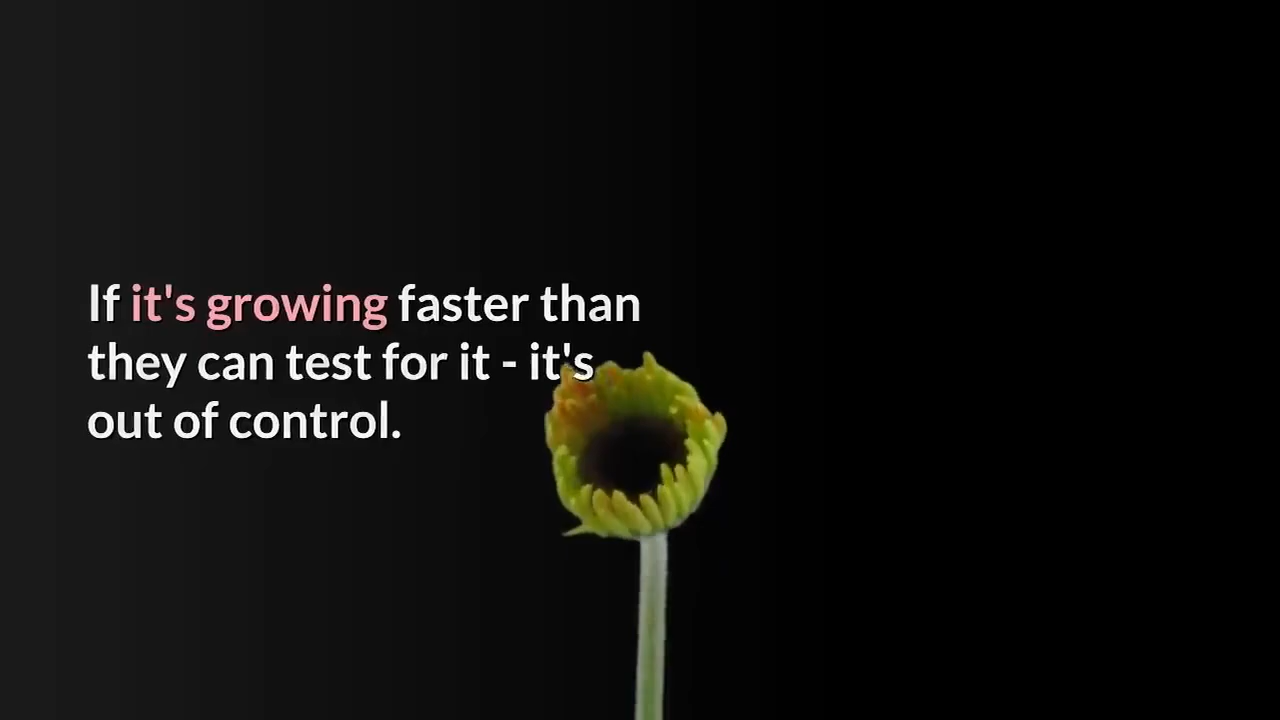 If it's growing faster than
they can test for it - it's
out of control.